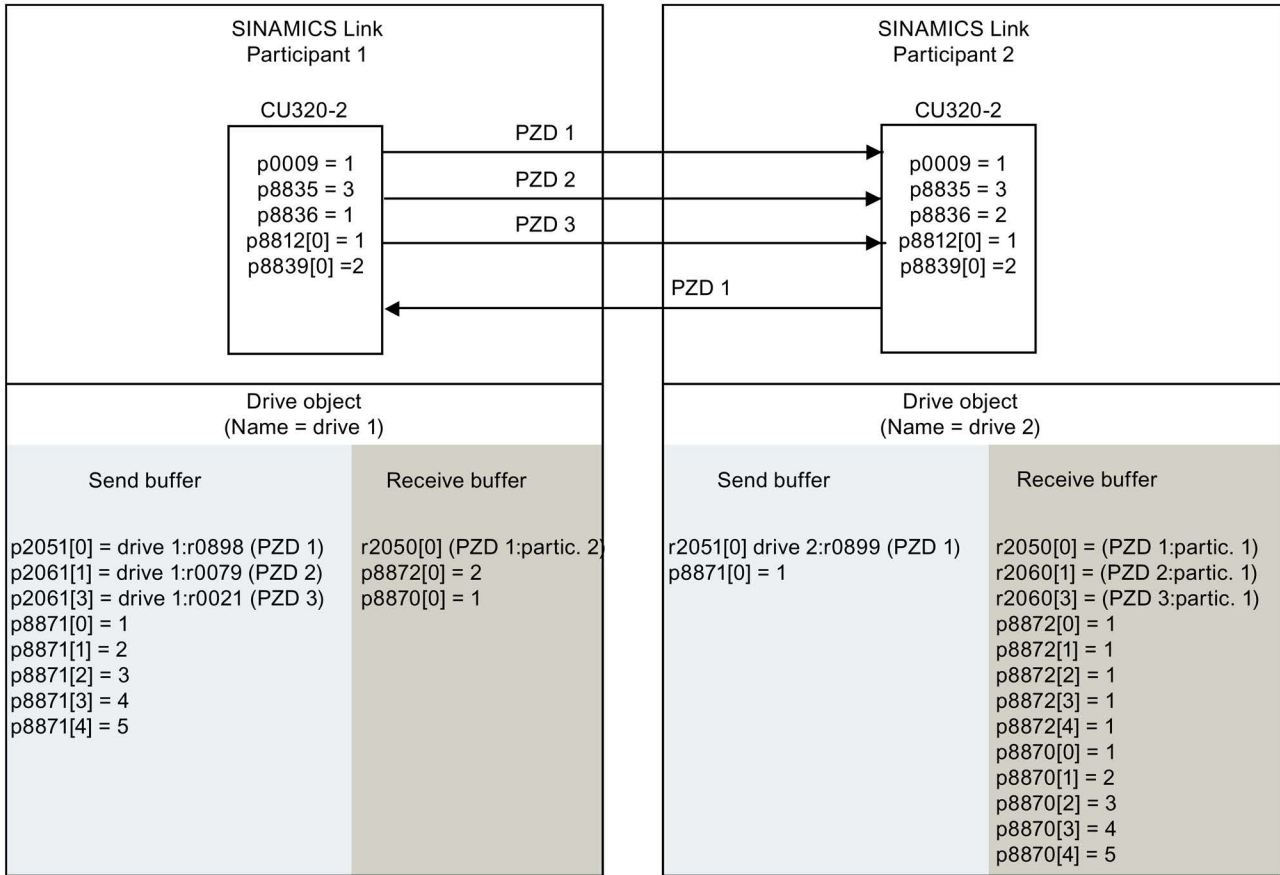 SINAMICS Link
Participant 1
CU320-2
p0009 = 1
p8835 = 3
p8836 = 1
p8812[0] = 1
p8839[0] =2
PZD 1
PZD 2
PZD 3
PZD 1
SINAMICS Link
Participant 2
CU320-2
p0009 = 1
p8835 = 3
p8836 = 2
p8812[0] = 1
p8839[0] =2
Drive object
(Name = drive 1)
Send buffer
p2051[0] = drive 1:r0898 (PZD 1)
p2061[1] = drive 1:r0079 (PZD 2)
p2061[3] = drive 1:r0021 (PZD 3)
p8871[0] = 1
p8871[1] = 2
p8871[2] = 3
p8871[3] = 4
p8871[4] = 5
Receive buffer
r2050[0] (PZD 1:partic. 2)
p8872[0] = 2
p8870[0] = 1
Drive object
(Name = drive 2)
Send buffer
r2051[0] drive 2:r0899 (PZD 1)
p8871[0] = 1
Receive buffer
r2050[0] = (PZD 1:partic. 1)
r2060[1] = (PZD 2:partic. 1)
r2060[3] = (PZD 3:partic. 1)
p8872[0] = 1
p8872[1] = 1
p8872[2] = 1
p8872[3] = 1
p8872[4] = 1
p8870[0] = 1
p8870[1] = 2
p8870[2] = 3
p8870[3] = 4
p8870[4] = 5